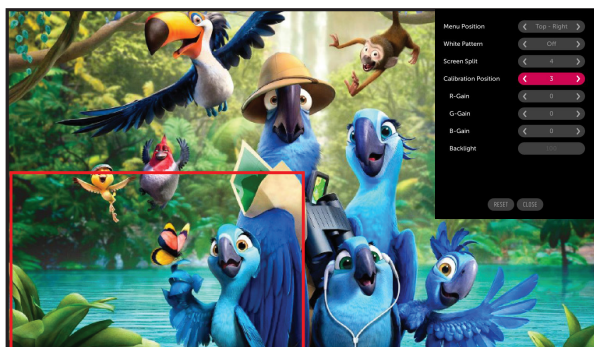 Menu Position < Top - Right >
White Pattern < Off >
Screen Split < 4 >
Calibration Position < 3 >
R-Gain < 0 >
G-Gain < 0 >
B-Gain < 0 >
Backlight
RESET CLOSE